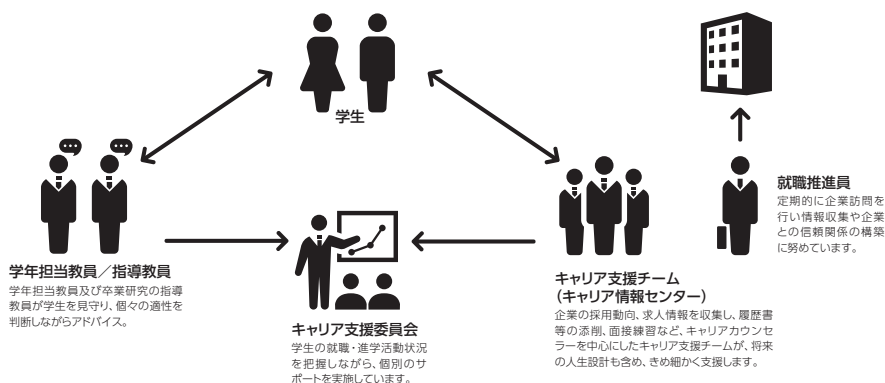 学生
就職推進員
定期的に企業訪問を
行い情報収集や企業
との信頼関係の構築
に努めています。
学年担当教員／指導教員
学年担当教員及び卒業研究の指導
教員が学生を見守り、個々の適性を
判断しながらアドバイス。
キャリア支援委員会
学生の就職・進学活動状況
を把握しながら、個別のサ
ポートを実施しています。
キャリア支援チーム
（キャリア情報センター）
企業の採用動向、求人情報を収集し、履歴書
等の添削、面接練習など、キャリアカウンセ
ラーを中心にしたキャリア支援チームが、将来
の人生設計も含め、きめ細かく支援します。